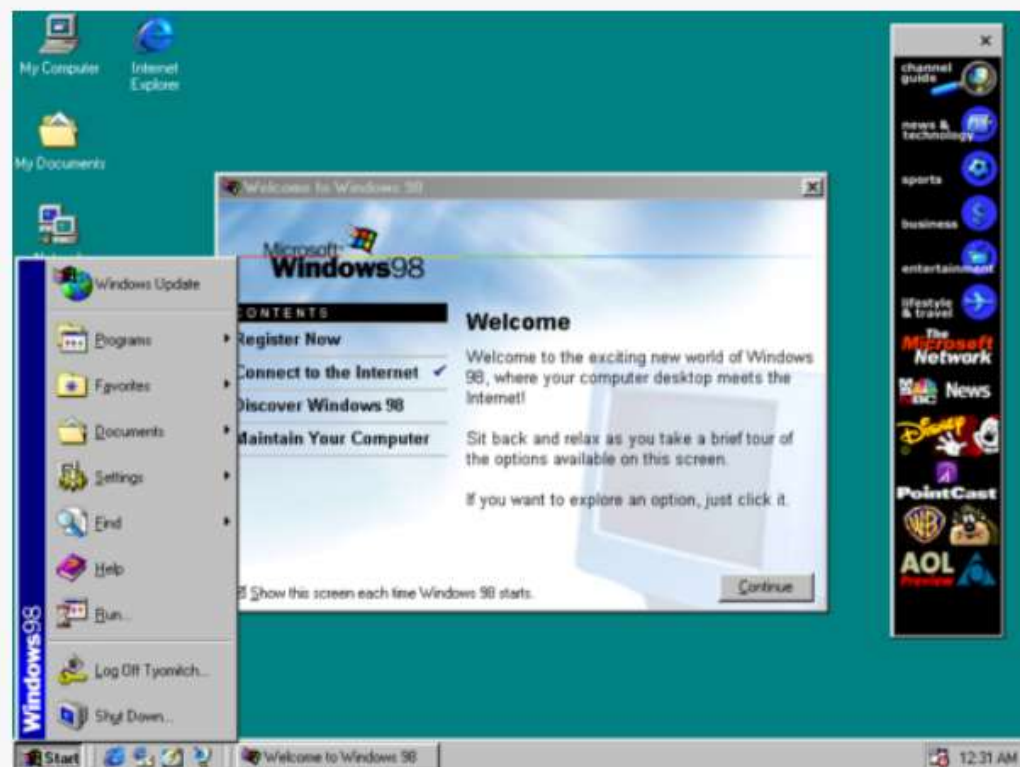 My Computer
Internet
Explorer
My Documents
Windows Update
Programs
Favorites
Documents
Settings
Find
Help
Run...
Log Off Tyomitch...
Shut Down...
Windows98
Welcome to Windows 98
Microsoft
Windows98
CONTENTS
Register Now
Connect to the Internet
Discover Windows 98
Maintain Your Computer
Welcome
Welcome to the exciting new world of Windows
98, where your computer desktop meets the
Internet!
Sit back and relax as you take a brief tour of
the options available on this screen.
If you want to explore an option, just click it.
Show this screen each time Windows 98 starts.
Continue
channel
guide
news &
technology
sports
business
entertainment
lifestyle
& travel
The
Microsoft
Network
MSNBC News
Disney
PointCast
WB
AOL
Preview
Start
Welcome to Windows 98
12:31 AM